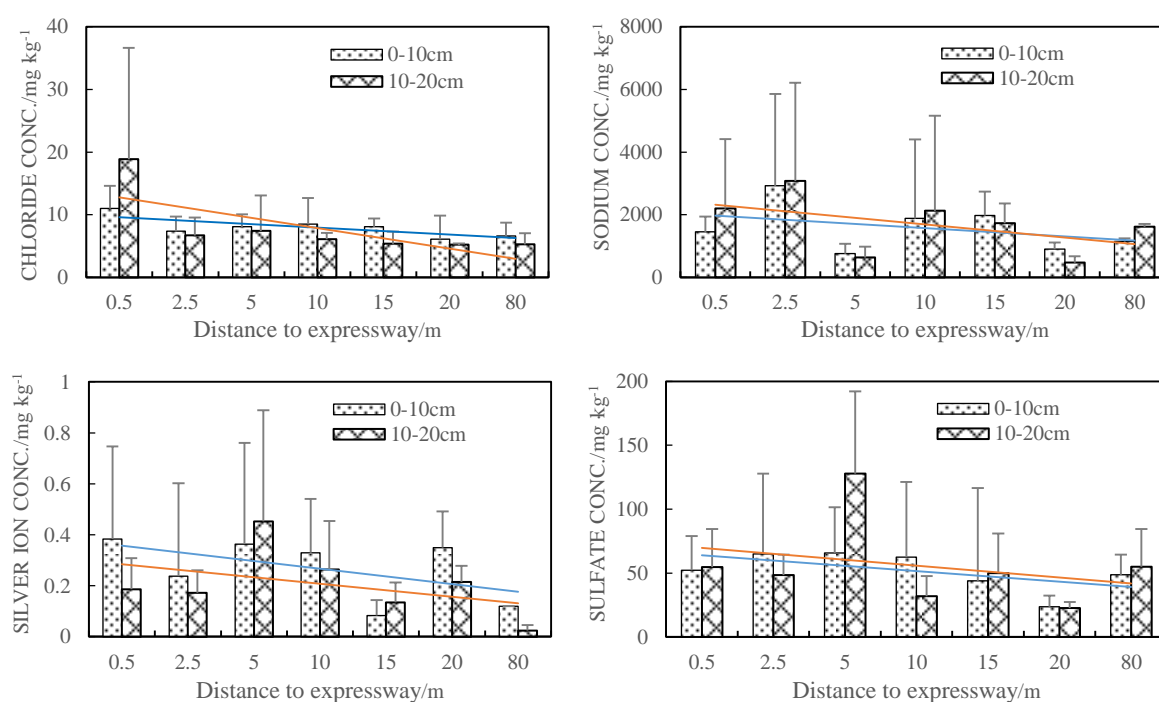 CHLORIDE CONC./mg kg-1
40
30
20
10
0
0-10cm
10-20cm
0.5 2.5 5 10 15 20 80
Distance to expressway/m
SODIUM CONC./mg kg-1
8000
6000
4000
2000
0
0-10cm
10-20cm
0.5 2.5 5 10 15 20 80
Distance to expressway/m
SILVER ION CONC./mg kg-1
1
0.8
0.6
0.4
0.2
0
0-10cm
10-20cm
0.5 2.5 5 10 15 20 80
Distance to expressway/m
SULFATE CONC./mg kg-1
200
150
100
50
0
0-10cm
10-20cm
0.5 2.5 5 10 15 20 80
Distance to expressway/m